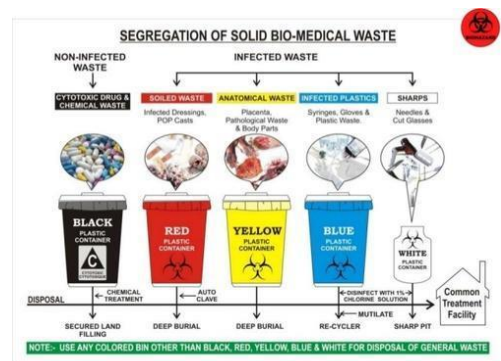 SEGREGATION OF SOLID BIO-MEDICAL WASTE
BIOHAZARD
NON-INFECTED
WASTE
INFECTED WASTE
CYTOTOXIC DRUG &
CHEMICAL WASTE
SOILED WASTE
Infected Dressings,
POP Casts
ANATOMICAL WASTE
Placenta,
Pathological Waste
& Body Parts
INFECTED PLASTICS
Syringes, Gloves &
Plastic Waste.
SHARPS
Needles &
Cut Glasses
BLACK
PLASTIC
CONTAINER
C
RED
PLASTIC
CONTAINER
YELLOW
PLASTIC
CONTAINER
BLUE
PLASTIC
CONTAINER
WHITE
PLASTIC
CONTAINER
DISPOSAL
CHEMICAL
TREATMENT
AUTO
CLAVE
DISINFECT WITH 1%
CHLORINE SOLUTION
MUTILATE
Common
Treatment
Facility
SECURED LAND
FILLING
DEEP BURIAL
DEEP BURIAL
RE-CYCLER
SHARP PIT
NOTE:- USE ANY COLORED BIN OTHER THAN BLACK, RED, YELLOW, BLUE & WHITE FOR DISPOSAL OF GENERAL WASTE